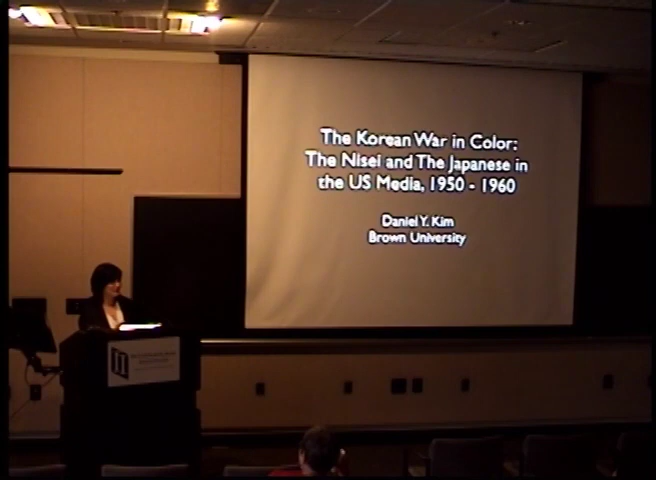 The Korean War in Color:
The Nisei and The Japanese in
the US Media, 1950 - 1960
Daniel Y. Kim
Brown University